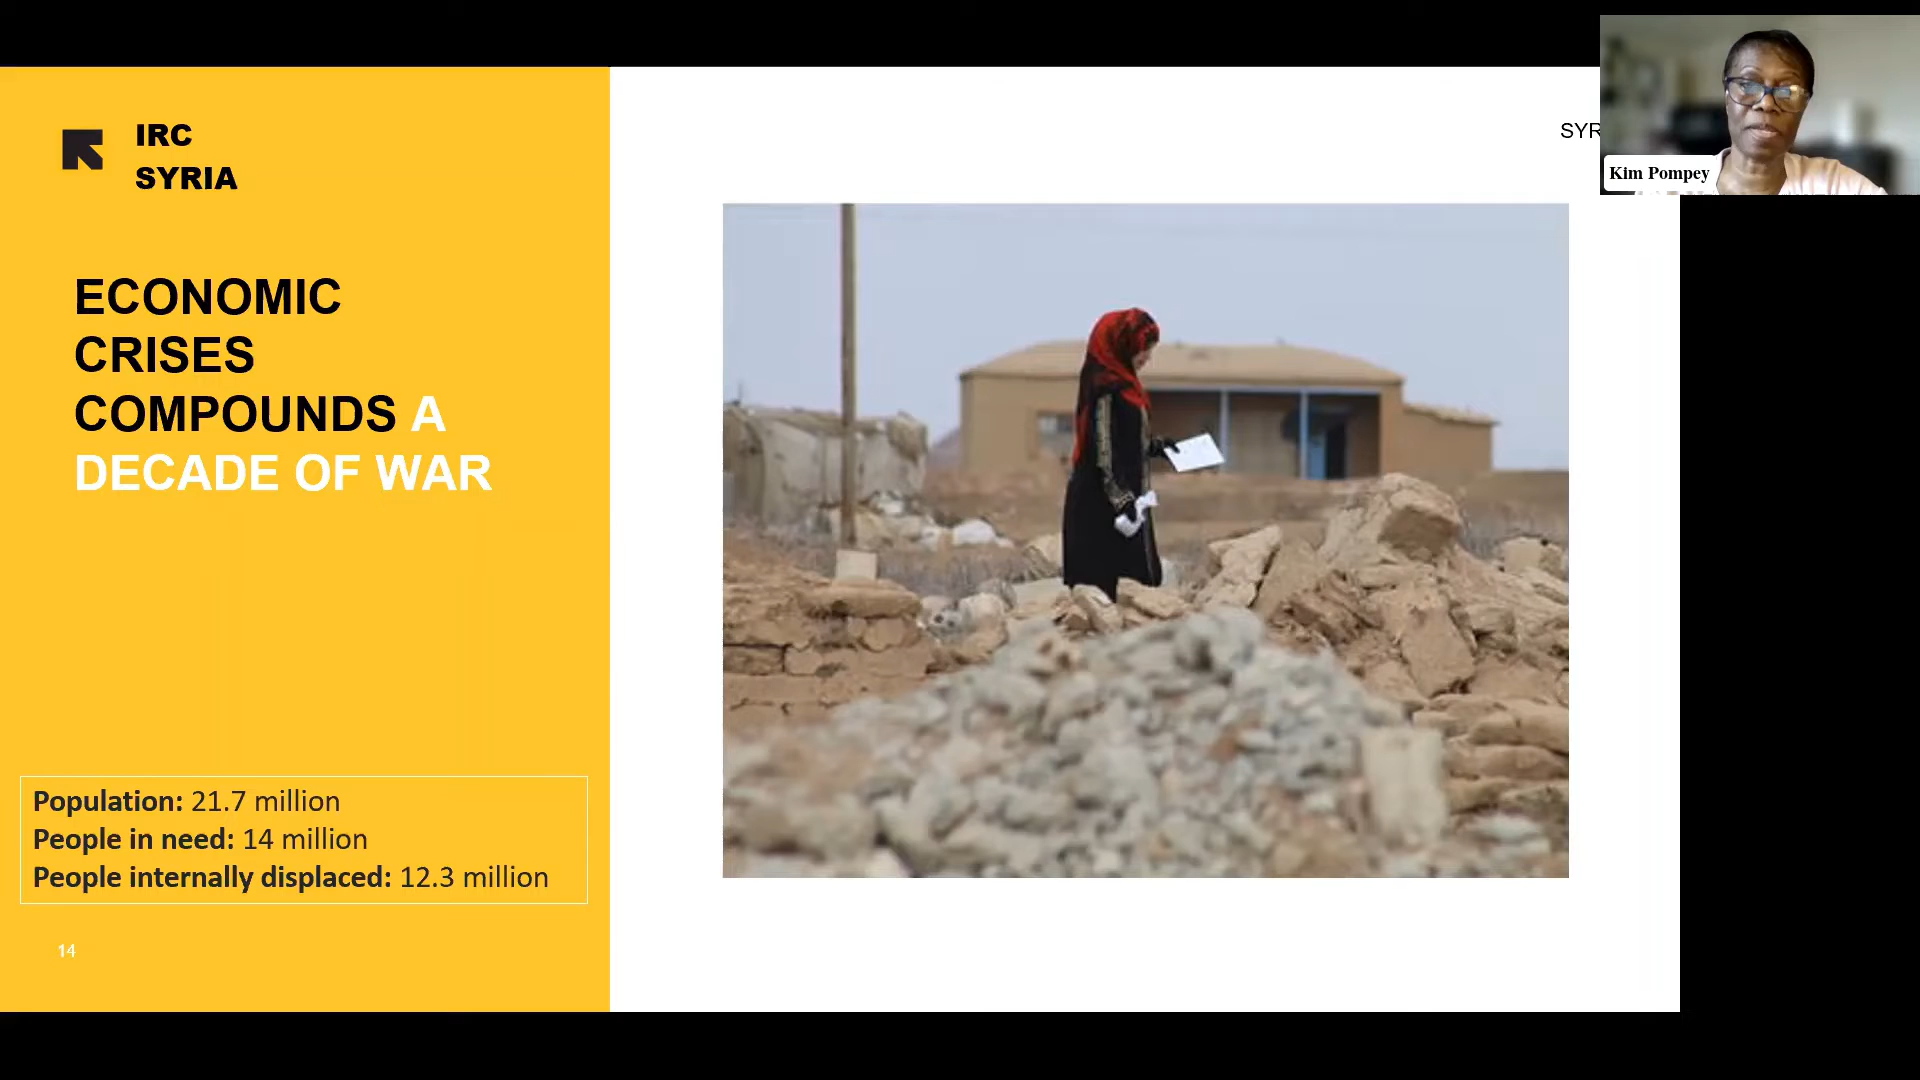 IRC
SYRIA
SYR
Kim Pompey
ECONOMIC
CRISES
COMPOUNDS A
DECADE OF WAR
Population: 21.7 million
People in need: 14 million
People internally displaced: 12.3 million
14